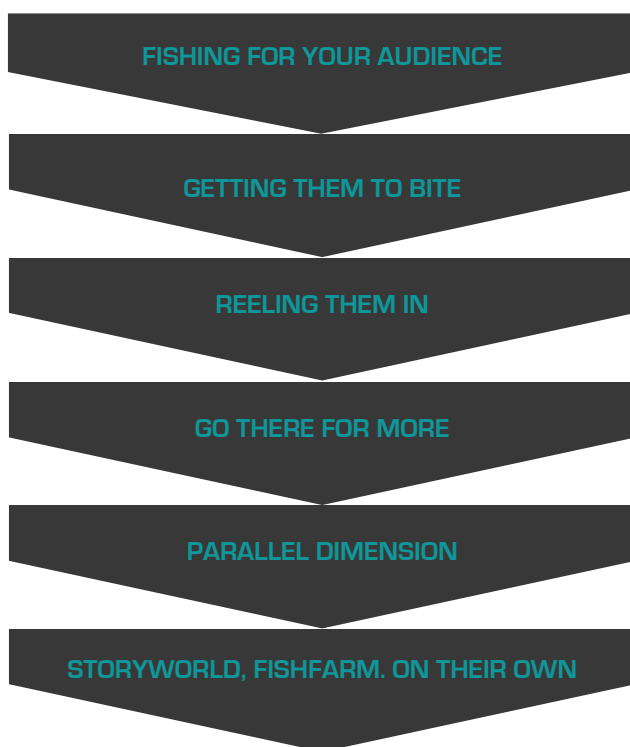 FISHING FOR YOUR AUDIENCE
GETTING THEM TO BITE
REELING THEM IN
GO THERE FOR MORE
PARALLEL DIMENSION
STORYWORLD, FISHFARM. ON THEIR OWN